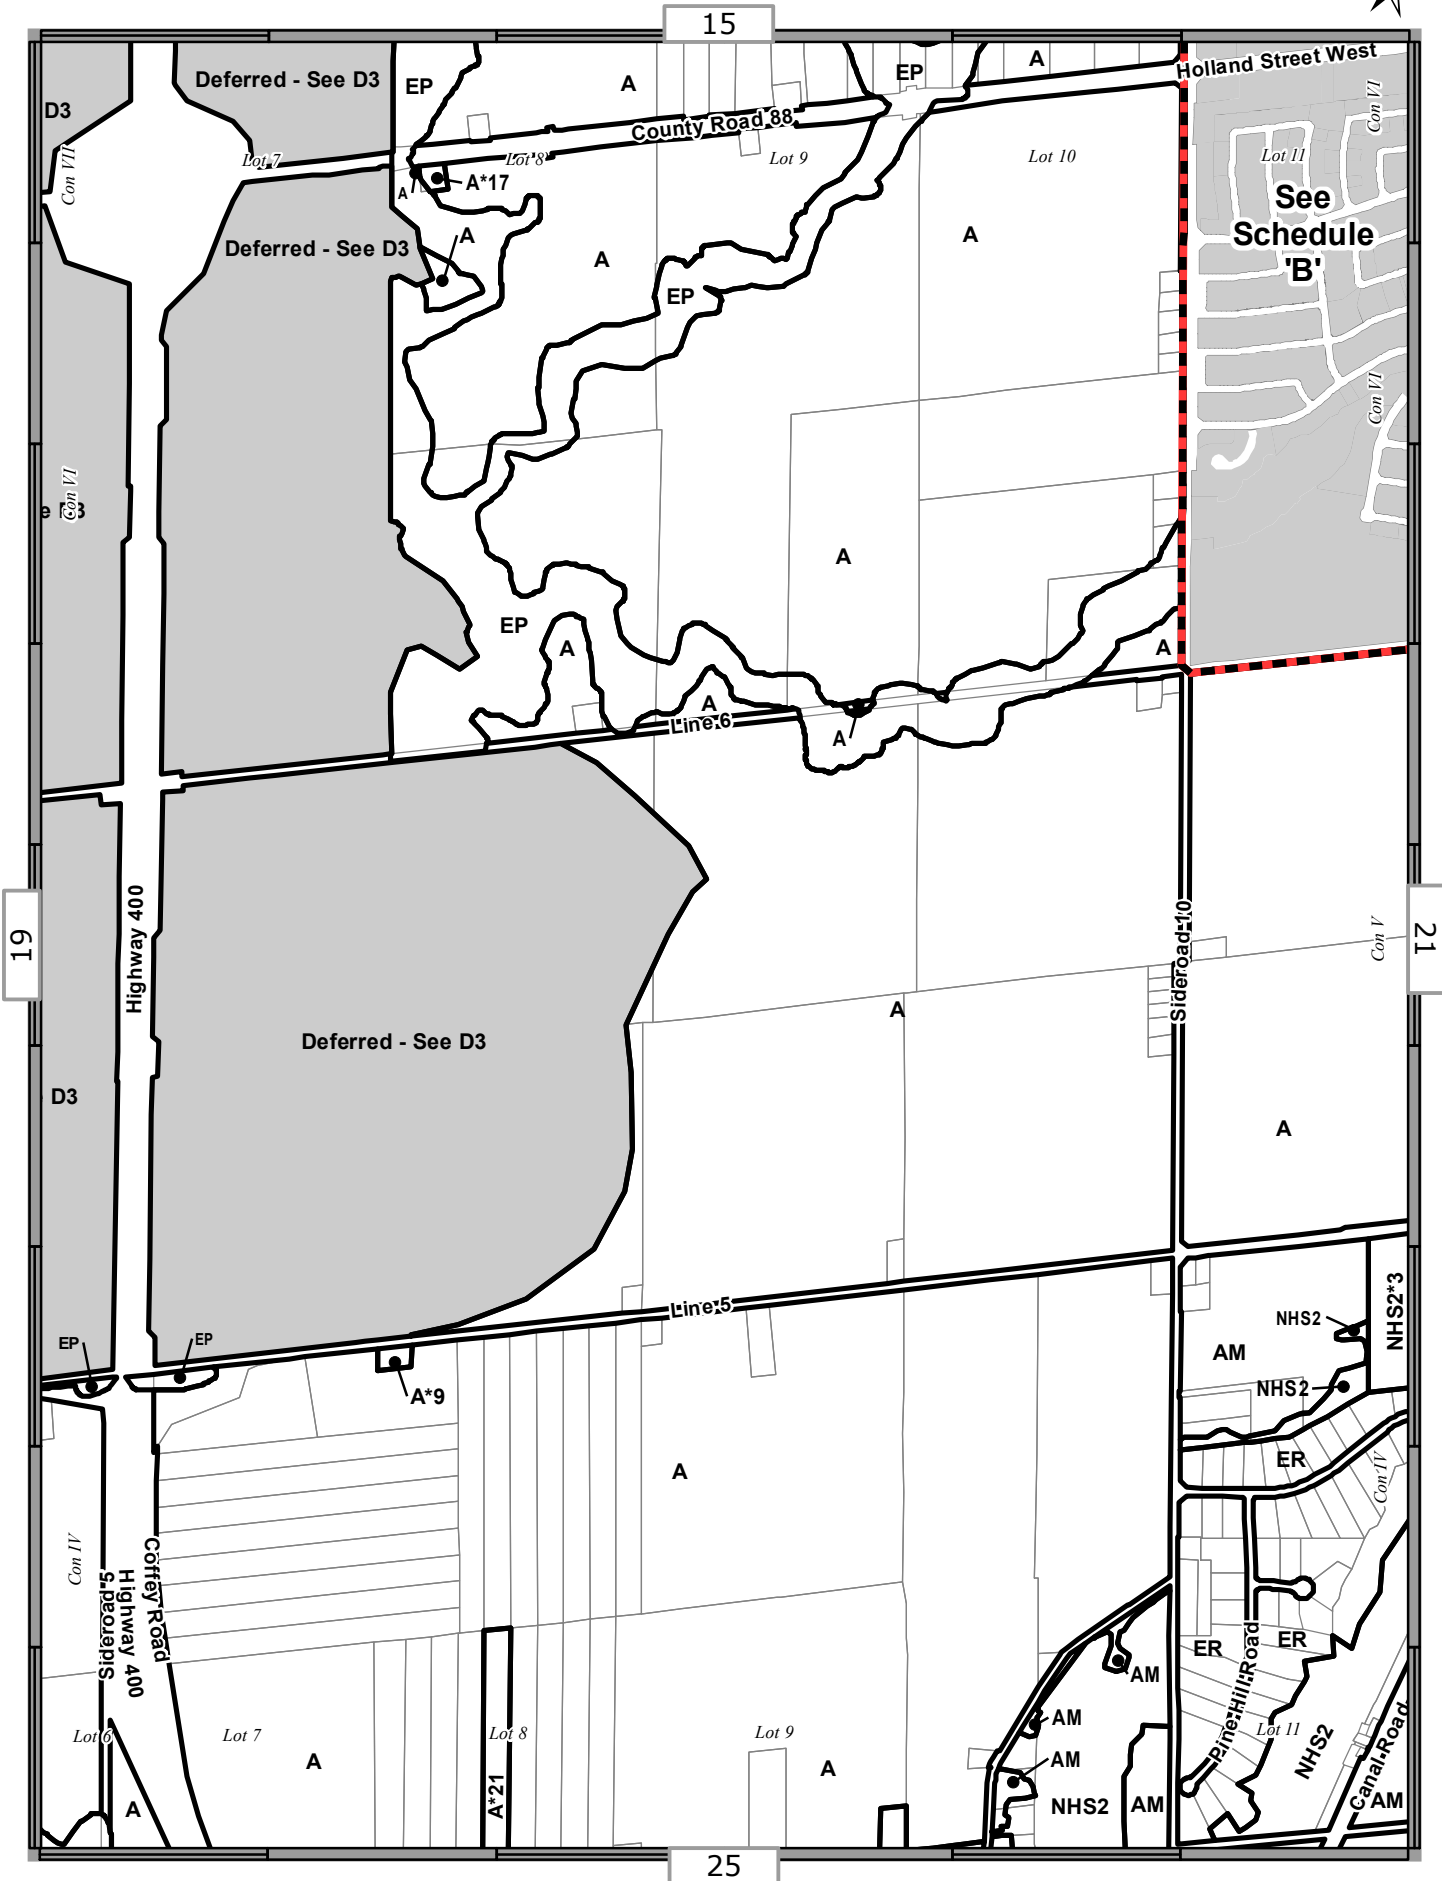 15
Holland Street West
Deferred - See D3
EP
A
EP
A
D3
County Road 88
Con VI
Con VII
Lot 7
Lot 8
Lot 9
Lot 10
Lot 11
A
A*17
See
Schedule
'B'
Deferred - See D3
A
A
A
EP
Con VI
Con VI
e D3
A
EP
A
A
A
Line 6
A
19
Highway 400
Sideroad 10
Con V
21
A
Deferred - See D3
D3
A
Line 5
NHS2
NHS2*3
EP
EP
AM
NHS2
A*9
ER
A
Con IV
Con IV
Sideroad 5
Highway 400
Coffey Road
ER
ER
Pine Hill Road
AM
AM
Lot 6
Lot 7
Lot 8
Lot 9
Lot 11
NHS2
Canal Road
AM
A
A
A*21
A
NHS2
AM
AM
25